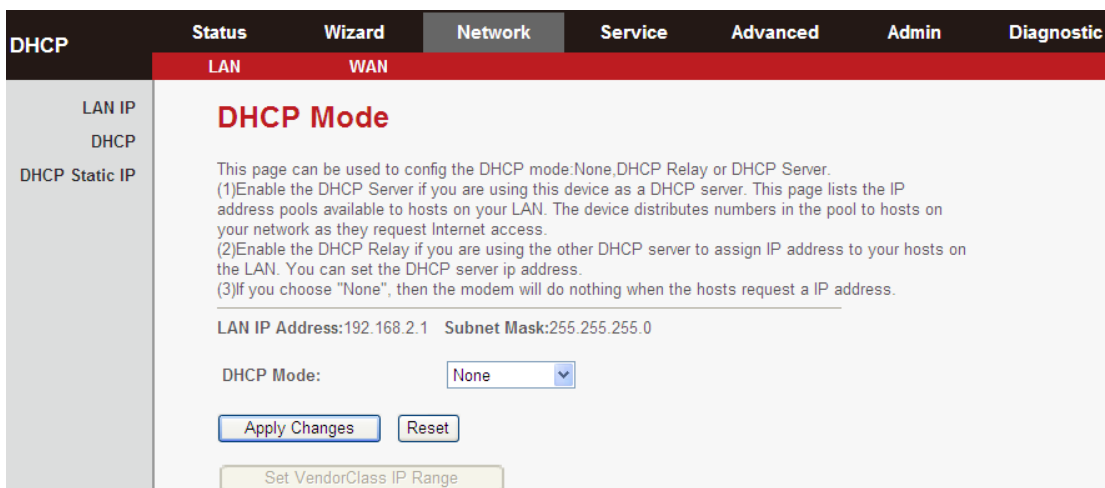 DHCP
Status Wizard Network Service Advanced Admin Diagnostic
LAN WAN
LAN IP
DHCP
DHCP Static IP
DHCP Mode
This page can be used to config the DHCP mode:None,DHCP Relay or DHCP Server.
(1)Enable the DHCP Server if you are using this device as a DHCP server. This page lists the IP
address pools available to hosts on your LAN. The device distributes numbers in the pool to hosts on
your network as they request Internet access.
(2)Enable the DHCP Relay if you are using the other DHCP server to assign IP address to your hosts on
the LAN. You can set the DHCP server ip address.
(3)If you choose "None", then the modem will do nothing when the hosts request a IP address.
LAN IP Address:192.168.2.1 Subnet Mask:255.255.255.0
DHCP Mode: None
Apply Changes Reset
Set VendorClass IP Range